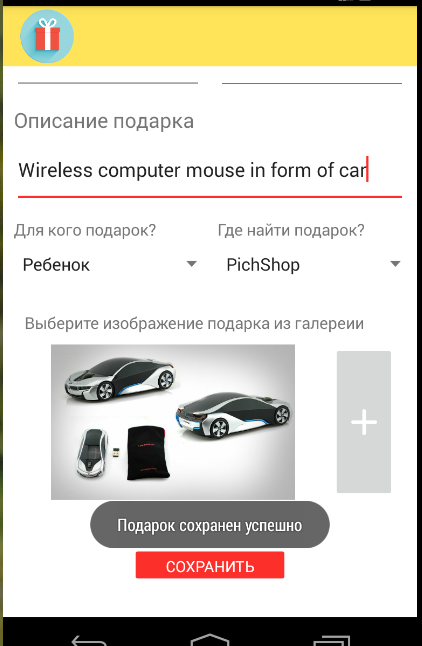 Описание подарка
Wireless computer mouse in form of car
Для кого подарок? Где найти подарок?
Ребенок PichShop
Выберите изображение подарка из галереии
Подарок сохранен успешно
СОХРАНИТЬ